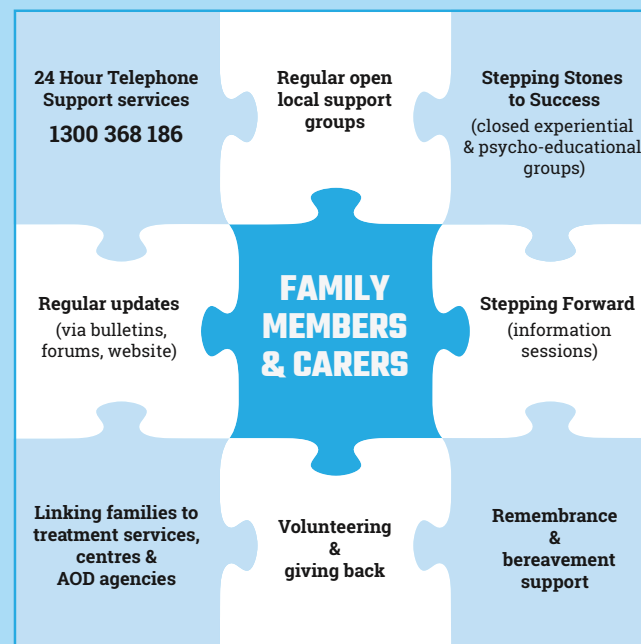 24 Hour Telephone
Support services
1300 368 186
Regular open
local support
groups
Stepping Stones
to Success
(closed experiential
& psycho-educational
groups)
Regular updates
(via bulletins,
forums, website)
FAMILY
MEMBERS
& CARERS
Stepping Forward
(information
sessions)
Linking families to
treatment services,
centres &
AOD agencies
Volunteering
&
giving back
Remembrance
&
bereavement
support